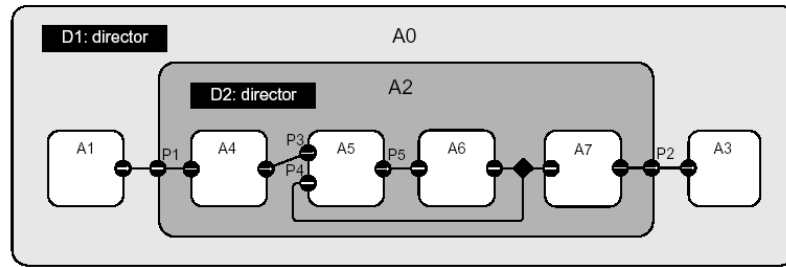 D1: director
A0
D2: director
A2
A1
P1
A4
P3
P4
A5
P5
A6
A7
P2
A3